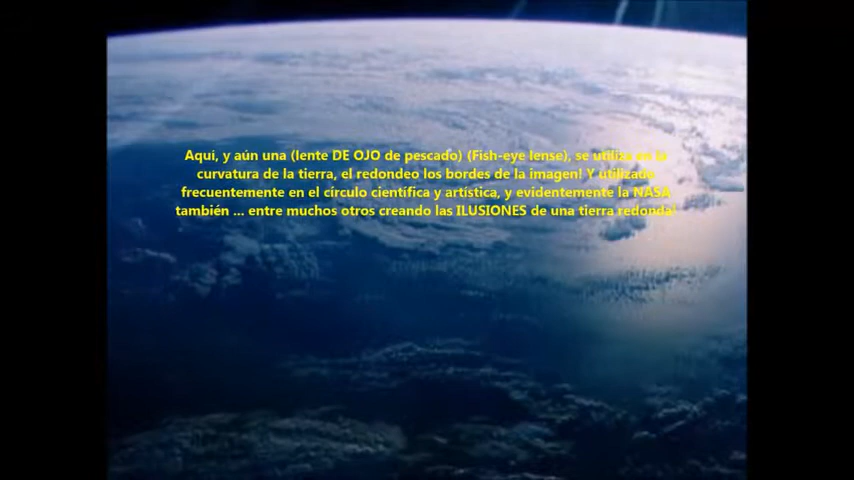 Aqui, y aún una (lente DE OJO de pescado) (Fish-eye lense), se utiliza en la
curvatura de la tierra, el redondeo los bordes de la imagen! Y utilizado
frecuentemente en el círculo científica y artística, y evidentemente la NASA
también ... entre muchos otros creando las ILUSIONES de una tierra redonda!